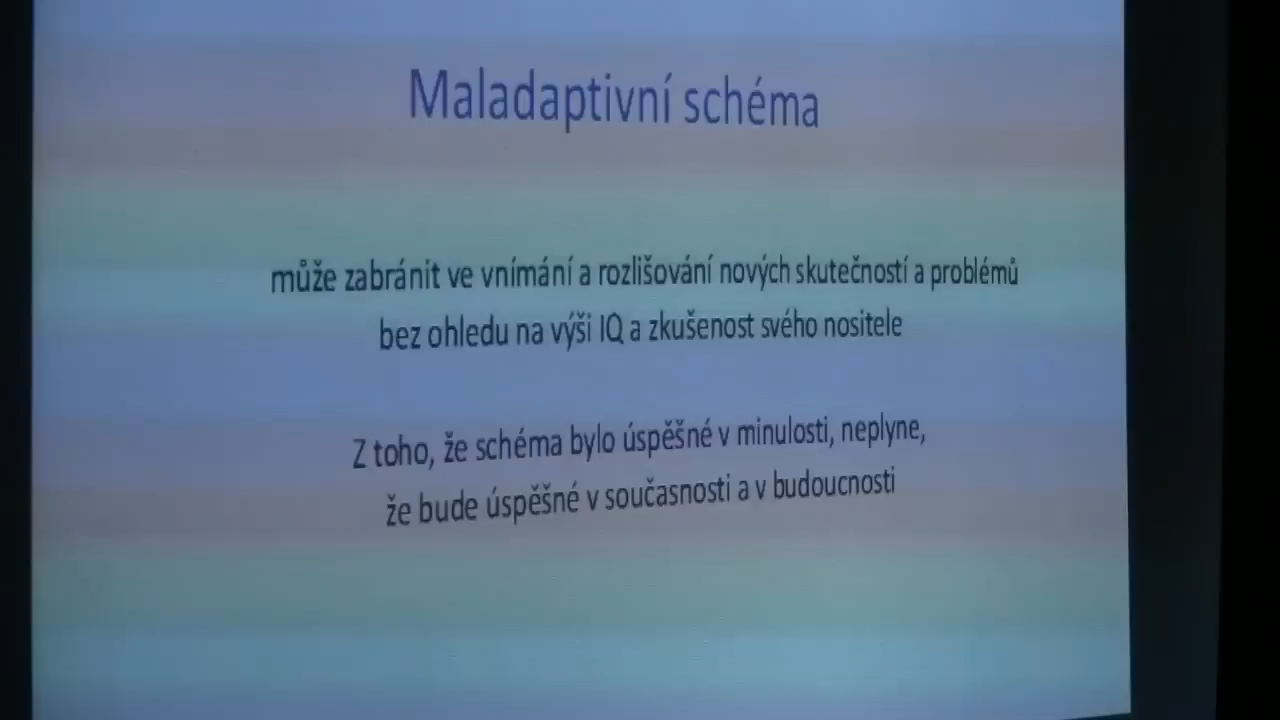 Maladaptivní schéma
může zabránit ve vnímání a rozlišování nových skutečností a problémů
bez ohledu na výši IQ a zkušenost svého nositele
Z toho, že schéma bylo úspěšné v minulosti, neplyne,
že bude úspěšné v současnosti a v budoucnosti